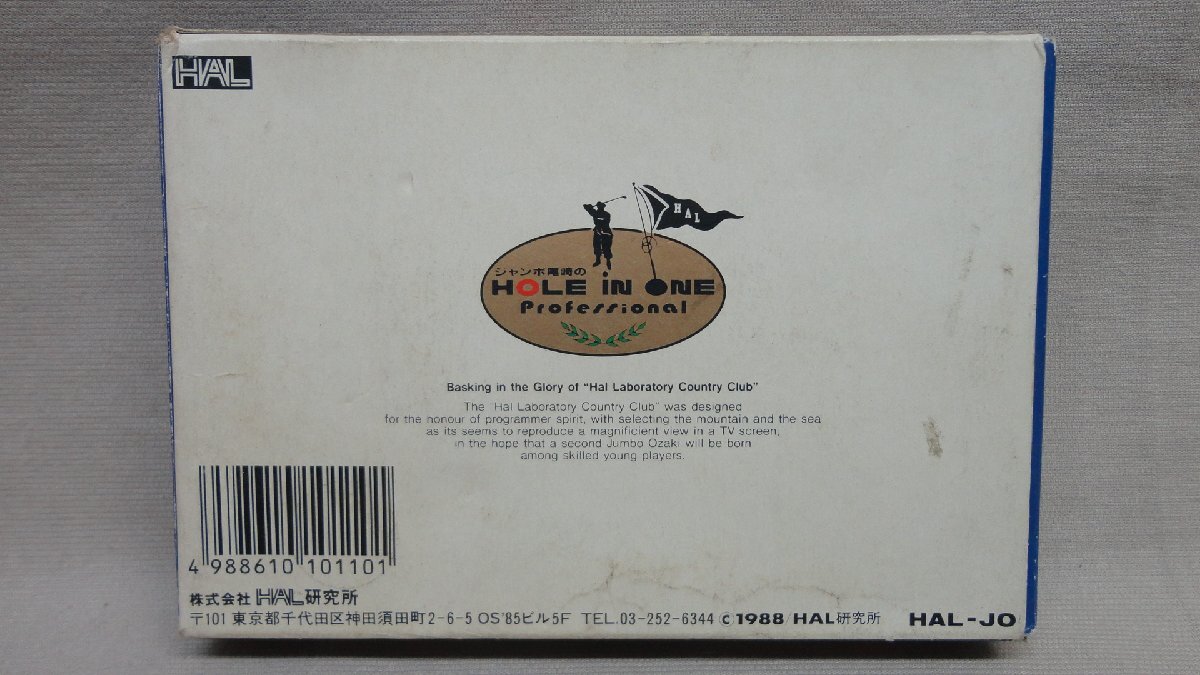 HAL
HAL
ジャンボ尾崎の
HOLE iN ONE
Professional
Basking in the Glory of "Hal Laboratory Country Club"
The "Hal Laboratory Country Club" was designed
for the honour of programmer spirit, with selecting the mountain and the sea
as its seems to reproduce a magnificient view in a TV screen,
in the hope that a second Jumbo Ozaki will be born
among skilled young players.
4 988610 101101
株式会社 HAL研究所
〒101 東京都千代田区神田須田町2-6-5 OS'85ビル5F TEL.03-252-6344 ©1988/HAL研究所 HAL-JO